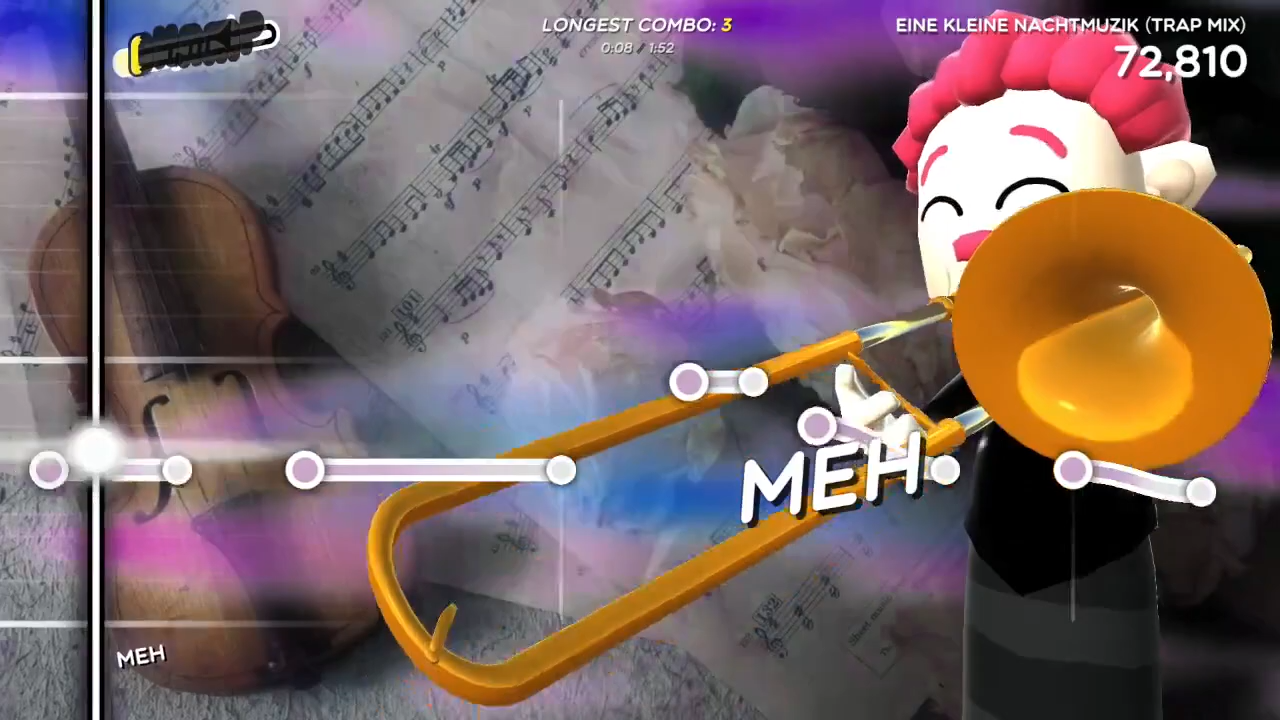 LONGEST COMBO: 3
0:08 / 1:52
EINE KLEINE NACHTMUZIK (TRAP MIX)
72,810
MEH
MEH